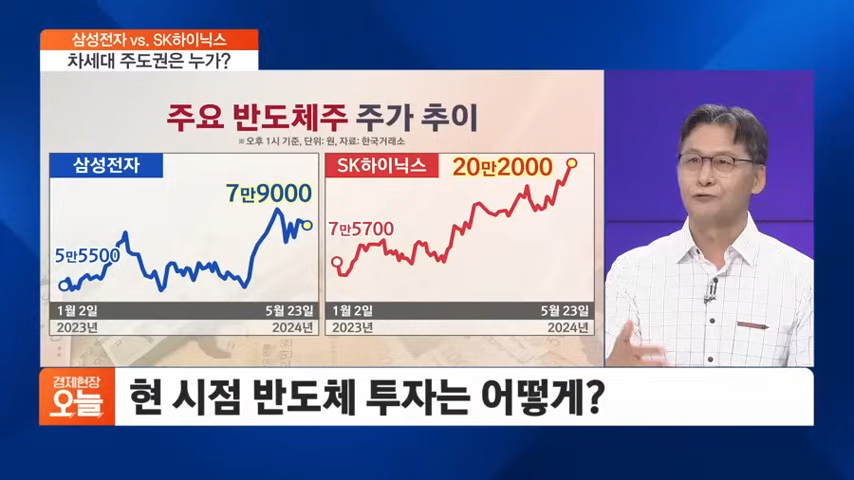 삼성전자 vs. SK하이닉스
차세대 주도권은 누가?
주요 반도체주 주가 추이
※오후 1시 기준, 단위: 원, 자료: 한국거래소
삼성전자
7만9000
5만5500
1월 2일
5월 23일
2023년
2024년
SK하이닉스
20만2000
7만5700
1월 2일
5월 23일
2023년
2024년
경제현장
오늘
현 시점 반도체 투자는 어떻게?